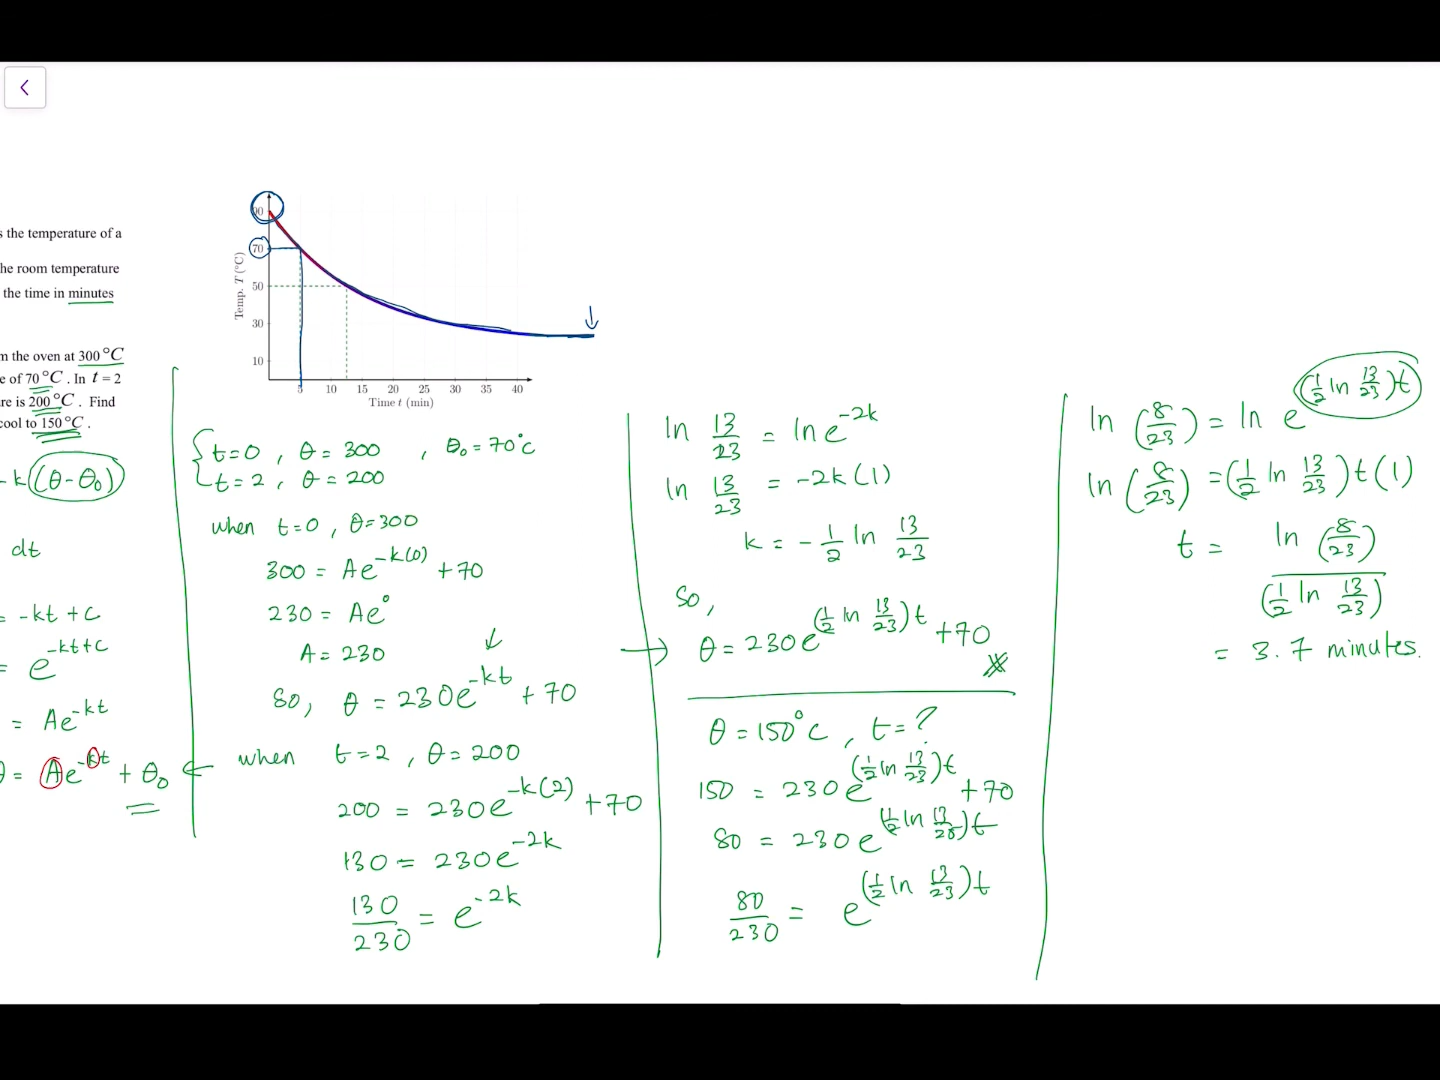 s the temperature of a
he room temperature
the time in minutes
m the oven at 300 °C
e of 70 °C . In t = 2
re is 200 °C . Find
cool to 150 °C .
-k(θ-θ₀)
dt
= -kt + c
= e^{-kt+c}
= Ae^{-kt}
θ = Ae^{-kt} + θ₀
90
70
50
30
10
Temp. T (°C)
5 10 15 20 25 30 35 40
Time t (min)
t=0 , θ = 300 , θ₀ = 70°C
t = 2 , θ = 200
when t=0 , θ=300
300 = Ae^{-k(0)} + 70
230 = Ae^{0}
A = 230
So, θ = 230e^{-kt} + 70
when t=2 , θ=200
200 = 230e^{-k(2)} + 70
130 = 230e^{-2k}
130/230 = e^{-2k}
ln 13/23 = ln e^{-2k}
ln 13/23 = -2k(1)
k = -1/2 ln 13/23
So,
θ = 230e^{(1/2 ln 13/23)t} + 70
θ = 150°C , t = ?
150 = 230e^{(1/2 ln 13/23)t} + 70
80 = 230e^{(1/2 ln 13/23)t}
80/230 = e^{(1/2 ln 13/23)t}
ln (8/23) = ln e^{(1/2 ln 13/23)t}
ln (8/23) = (1/2 ln 13/23)t(1)
t = ln (8/23) / (1/2 ln 13/23)
= 3.7 minutes.